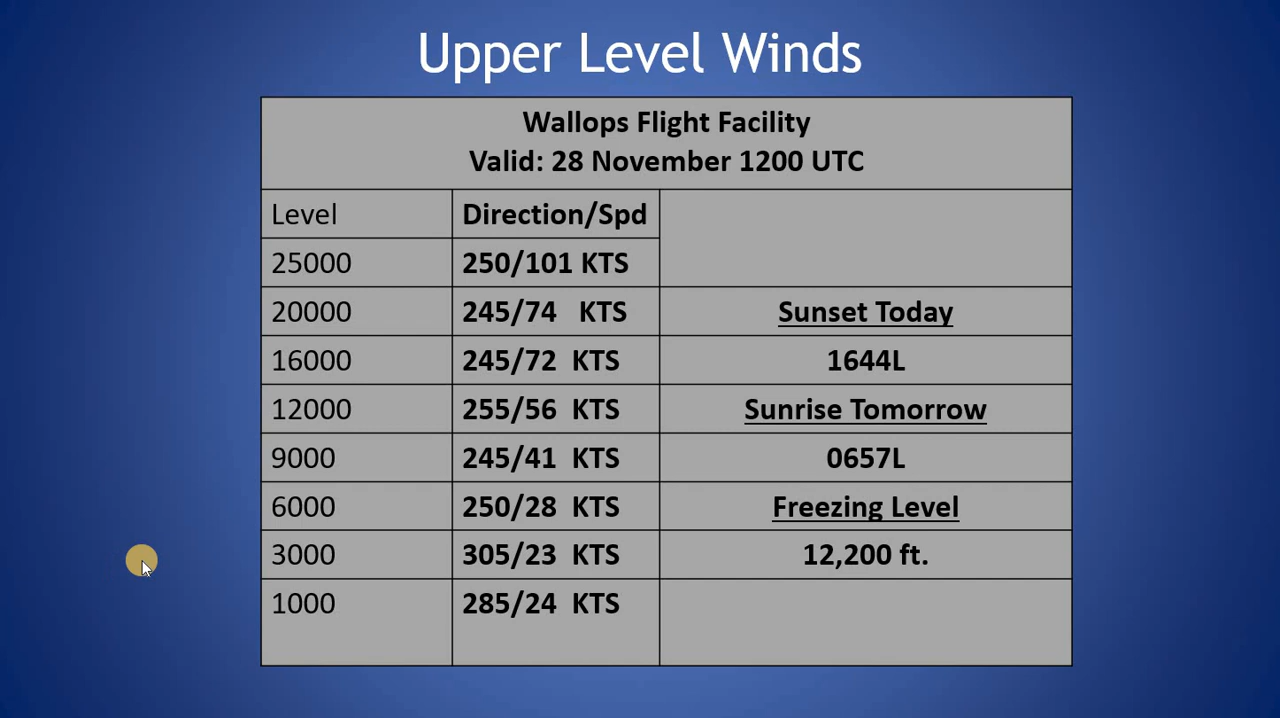 Upper Level Winds
Wallops Flight Facility
Valid: 28 November 1200 UTC
Level Direction/Spd
25000 250/101 KTS
20000 245/74 KTS Sunset Today
16000 245/72 KTS 1644L
12000 255/56 KTS Sunrise Tomorrow
9000 245/41 KTS 0657L
6000 250/28 KTS Freezing Level
3000 305/23 KTS 12,200 ft.
1000 285/24 KTS